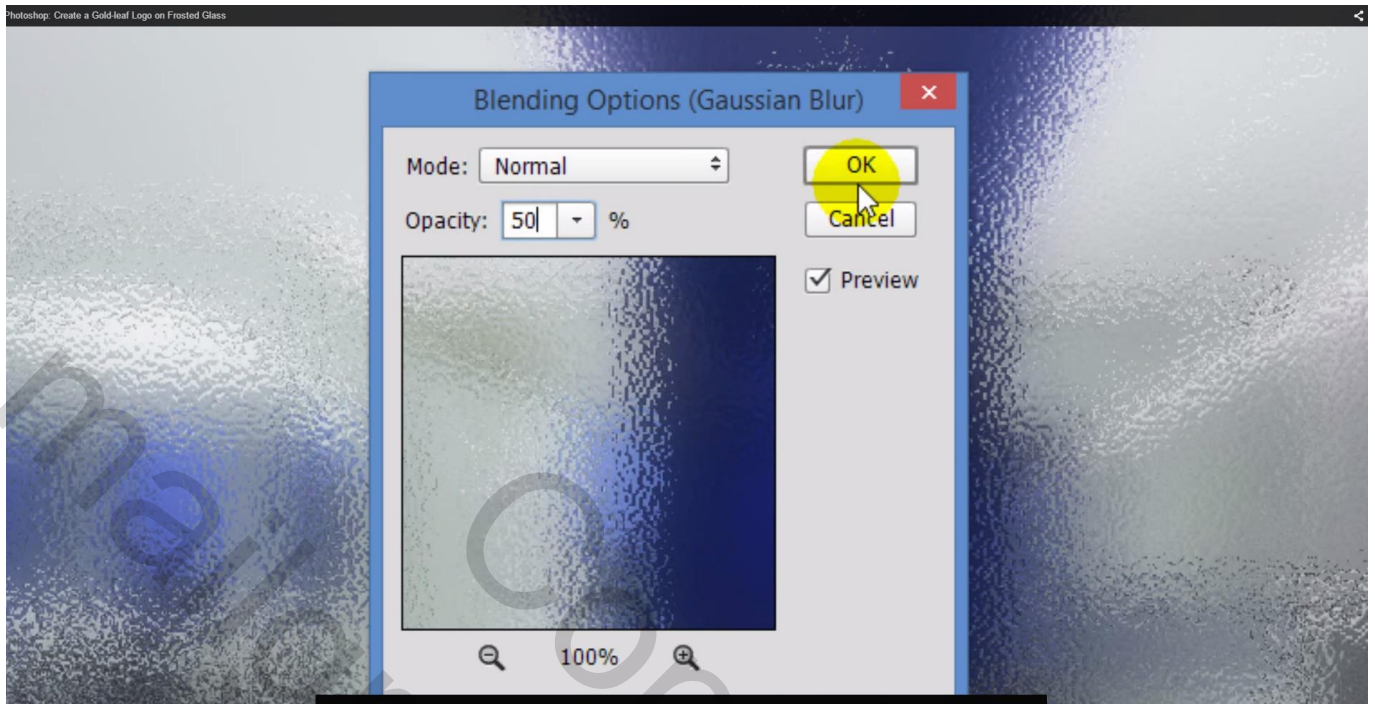 Photoshop: Create a Gold-leaf Logo on Frosted Glass
Blending Options (Gaussian Blur)
Mode: Normal
OK
Opacity: 50 %
Cancel
Preview
100%